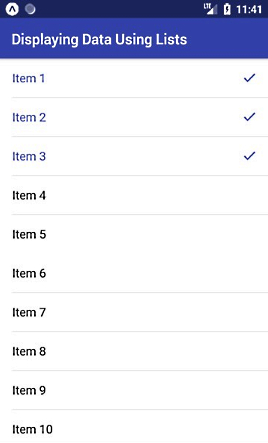 LTE 11:41
Displaying Data Using Lists
Item 1
Item 2
Item 3
Item 4
Item 5
Item 6
Item 7
Item 8
Item 9
Item 10